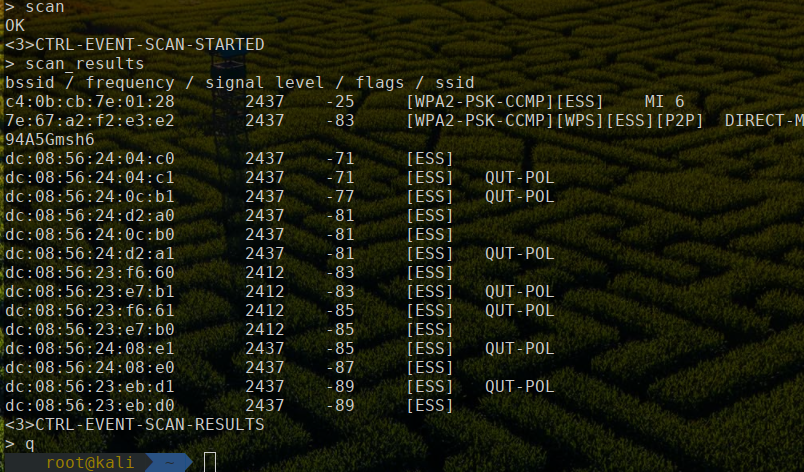 > scan
OK
<3>CTRL-EVENT-SCAN-STARTED
> scan_results
bssid / frequency / signal level / flags / ssid
c4:0b:cb:7e:01:28 2437 -25 [WPA2-PSK-CCMP][ESS] MI 6
7e:67:a2:f2:e3:e2 2437 -83 [WPA2-PSK-CCMP][WPS][ESS][P2P] DIRECT-M
94A5Gmsh6
dc:08:56:24:04:c0 2437 -71 [ESS]
dc:08:56:24:04:c1 2437 -71 [ESS] QUT-POL
dc:08:56:24:0c:b1 2437 -77 [ESS] QUT-POL
dc:08:56:24:d2:a0 2437 -81 [ESS]
dc:08:56:24:0c:b0 2437 -81 [ESS]
dc:08:56:24:d2:a1 2437 -81 [ESS] QUT-POL
dc:08:56:23:f6:60 2412 -83 [ESS]
dc:08:56:23:e7:b1 2412 -83 [ESS] QUT-POL
dc:08:56:23:f6:61 2412 -85 [ESS] QUT-POL
dc:08:56:23:e7:b0 2412 -85 [ESS]
dc:08:56:24:08:e1 2437 -85 [ESS] QUT-POL
dc:08:56:24:08:e0 2437 -87 [ESS]
dc:08:56:23:eb:d1 2437 -89 [ESS] QUT-POL
dc:08:56:23:eb:d0 2437 -89 [ESS]
<3>CTRL-EVENT-SCAN-RESULTS
> q
root@kali ~